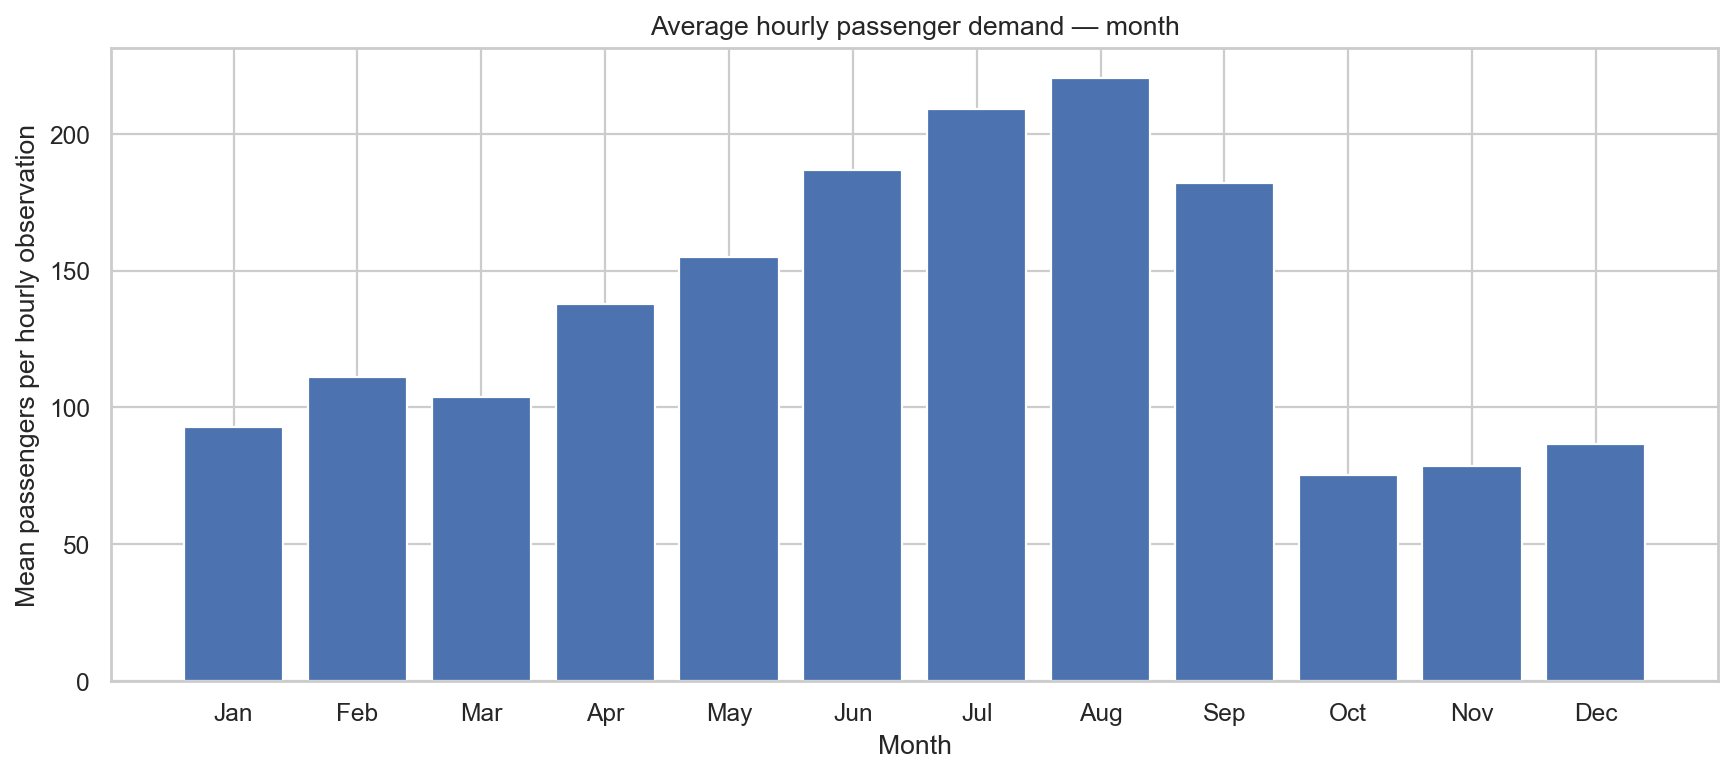 Average hourly passenger demand — month
Mean passengers per hourly observation
200
150
100
50
0
Jan Feb Mar Apr May Jun Jul Aug Sep Oct Nov Dec
Month